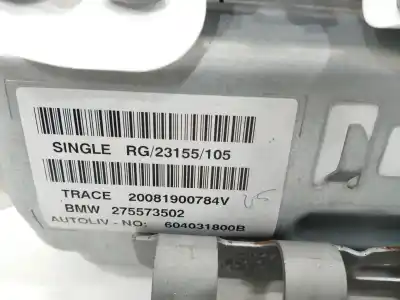 SINGLE RG/23155/105
TRACE 20081900784V
BMW 275573502
AUTOLIV - NO: 604031800B